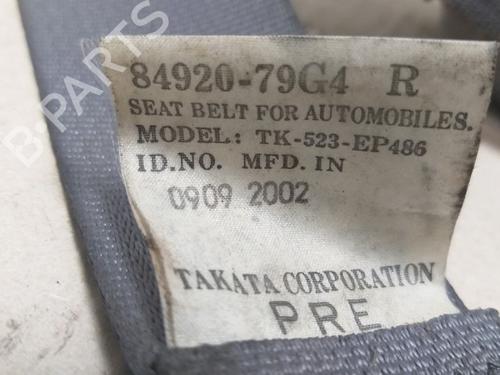 84920-79G4 R
SEAT BELT FOR AUTOMOBILES.
MODEL: TK-523-EP486
ID.NO. MFD. IN
0909 2002
TAKATA CORPORATION
PRE
B-PARTS